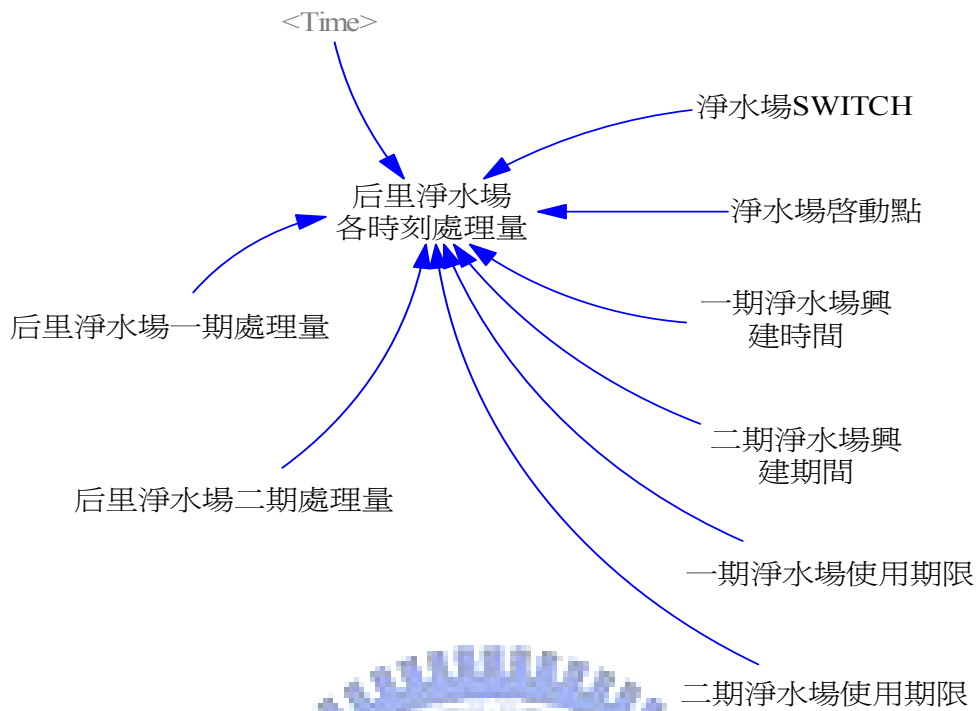 <Time>
淨水場SWITCH
后里淨水場
各時刻處理量
淨水場啓動點
一期淨水場興
建時間
后里淨水場一期處理量
二期淨水場興
建期間
后里淨水場二期處理量
一期淨水場使用期限
二期淨水場使用期限